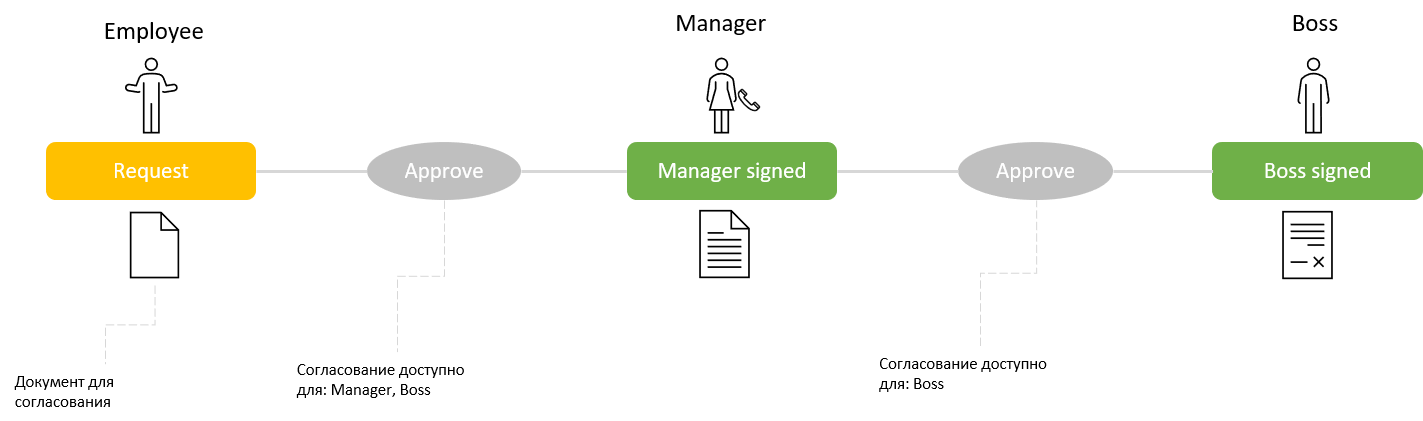 Employee
Manager
Boss
Request
Approve
Manager signed
Approve
Boss signed
Документ для
согласования
Согласование доступно
для: Manager, Boss
Согласование доступно
для: Boss